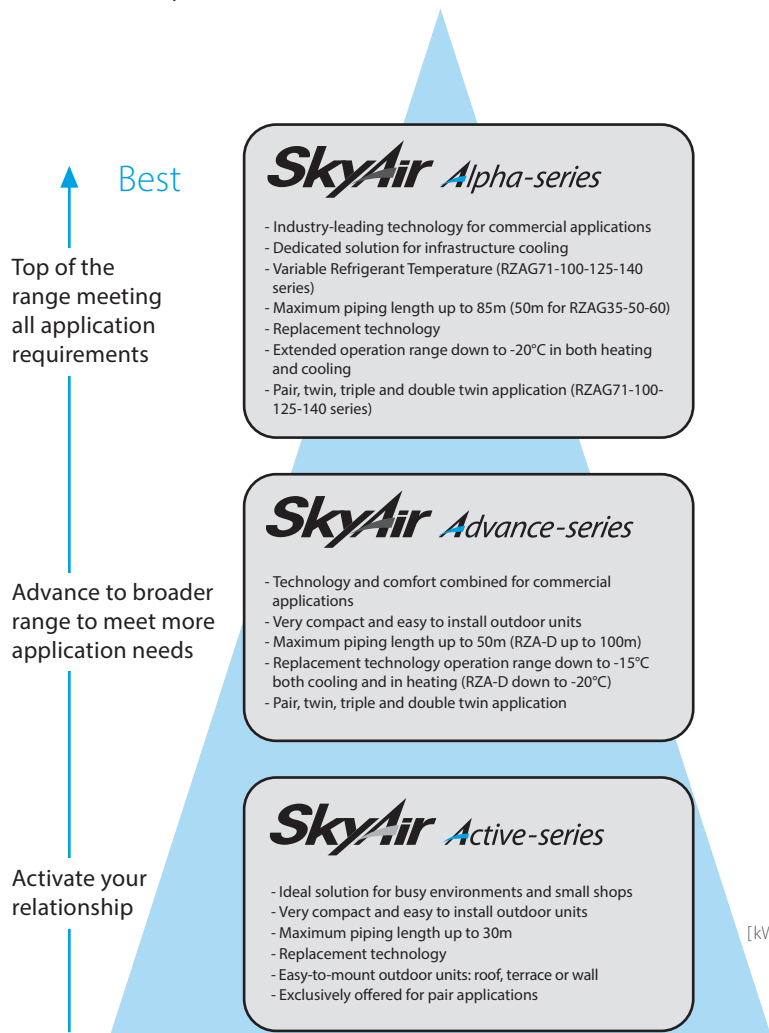 Best
Top of the
range meeting
all application
requirements
SkyAir Alpha-series
- Industry-leading technology for commercial applications
- Dedicated solution for infrastructure cooling
- Variable Refrigerant Temperature (RZAG71-100-125-140
series)
- Maximum piping length up to 85m (50m for RZAG35-50-60)
- Replacement technology
- Extended operation range down to -20°C in both heating
and cooling
- Pair, twin, triple and double twin application (RZAG71-100-
125-140 series)
Advance to broader
range to meet more
application needs
SkyAir Advance-series
- Technology and comfort combined for commercial
applications
- Very compact and easy to install outdoor units
- Maximum piping length up to 50m (RZA-D up to 100m)
- Replacement technology operation range down to -15°C
both cooling and in heating (RZA-D down to -20°C)
- Pair, twin, triple and double twin application
Activate your
relationship
SkyAir Active-series
- Ideal solution for busy environments and small shops
- Very compact and easy to install outdoor units
- Maximum piping length up to 30m
- Replacement technology
- Easy-to-mount outdoor units: roof, terrace or wall
- Exclusively offered for pair applications